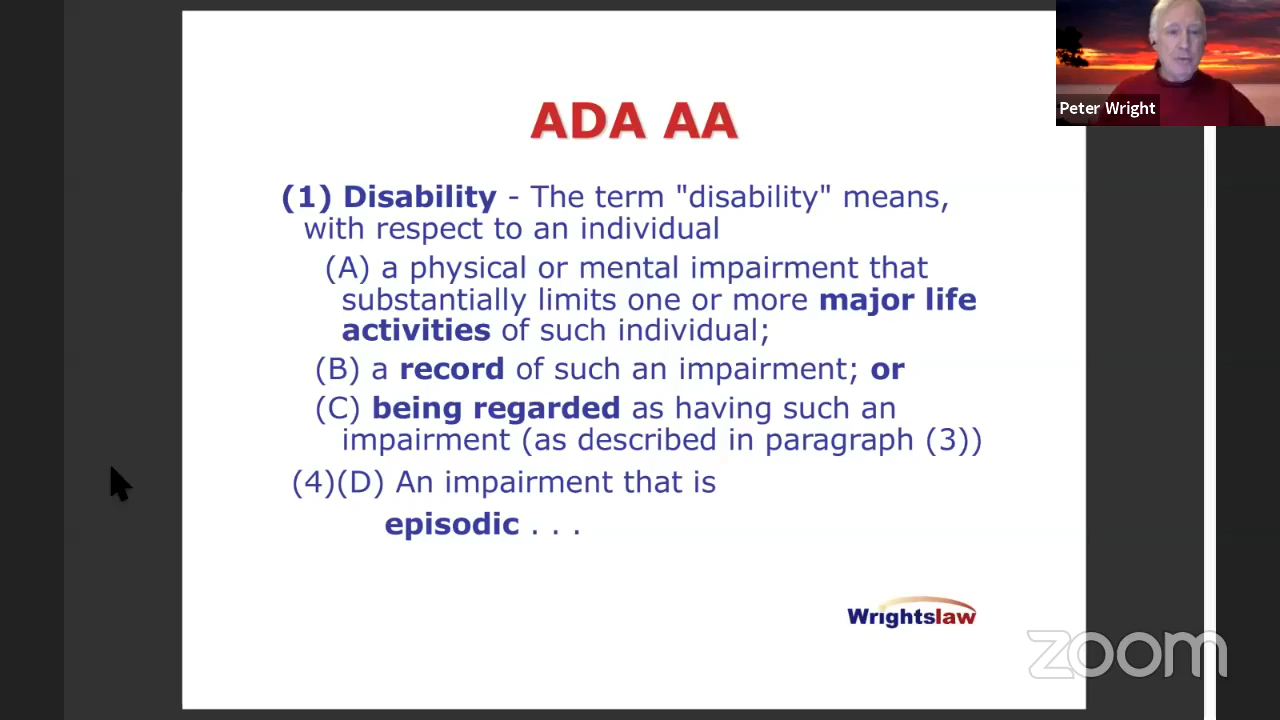 Peter Wright
ADA AA
(1) Disability - The term "disability" means,
with respect to an individual
(A) a physical or mental impairment that
substantially limits one or more major life
activities of such individual;
(B) a record of such an impairment; or
(C) being regarded as having such an
impairment (as described in paragraph (3))
(4)(D) An impairment that is
episodic . . .
Wrightslaw
zoom